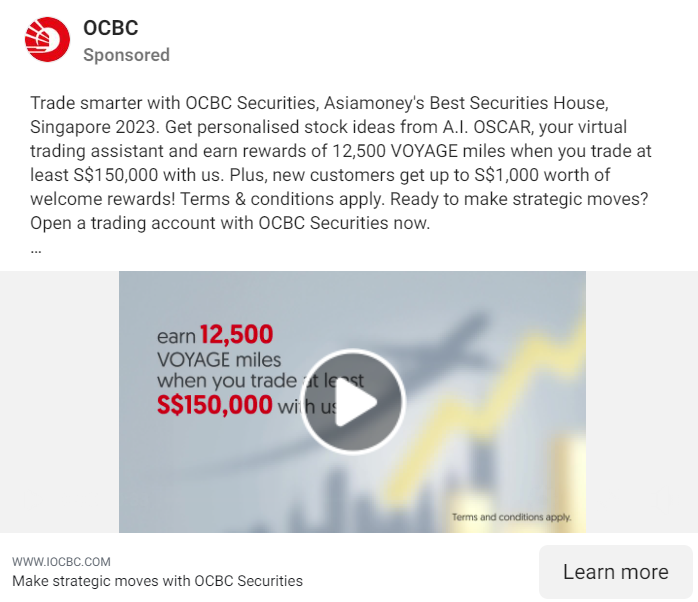 OCBC
Sponsored
Trade smarter with OCBC Securities, Asiamoney's Best Securities House,
Singapore 2023. Get personalised stock ideas from A.I. OSCAR, your virtual
trading assistant and earn rewards of 12,500 VOYAGE miles when you trade at
least S$150,000 with us. Plus, new customers get up to S$1,000 worth of
welcome rewards! Terms & conditions apply. Ready to make strategic moves?
Open a trading account with OCBC Securities now.
...
earn 12,500
VOYAGE miles
when you trade at least
S$150,000 with us
Terms and conditions apply.
WWW.IOCBC.COM
Make strategic moves with OCBC Securities
Learn more